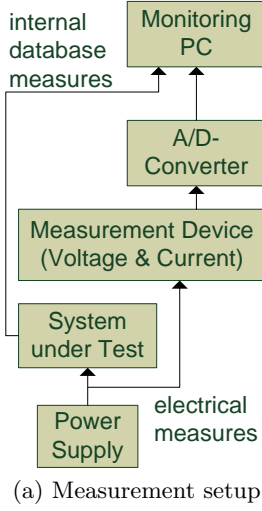 internal
database
measures
Monitoring
PC
A/D-
Converter
Measurement Device
(Voltage & Current)
System
under Test
electrical
measures
Power
Supply
(a) Measurement setup